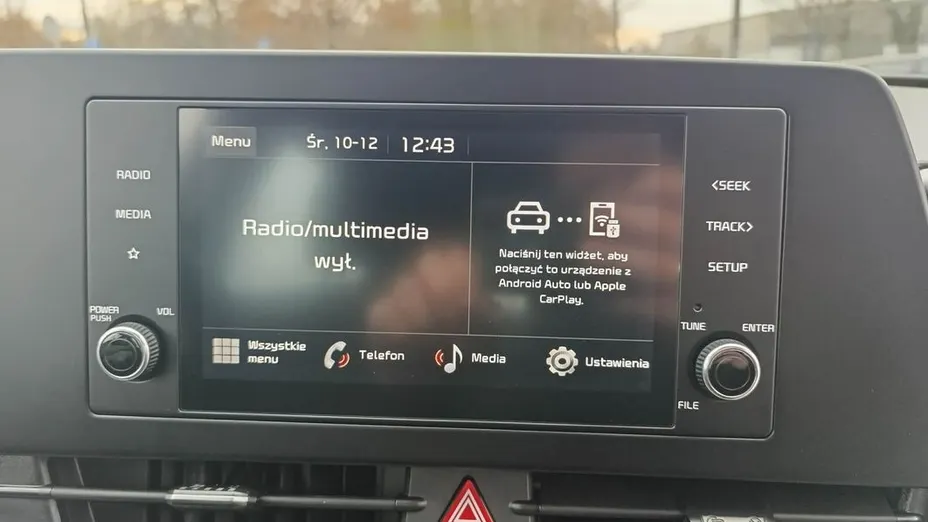 Menu
Śr. 10-12
12:43
RADIO
MEDIA
POWER
PUSH
VOL
Radio/multimedia
wył.
Naciśnij ten widżet, aby
połączyć to urządzenie z
Android Auto lub Apple
CarPlay.
Wszystkie
menu
Telefon
Media
Ustawienia
<SEEK
TRACK>
SETUP
TUNE
ENTER
FILE